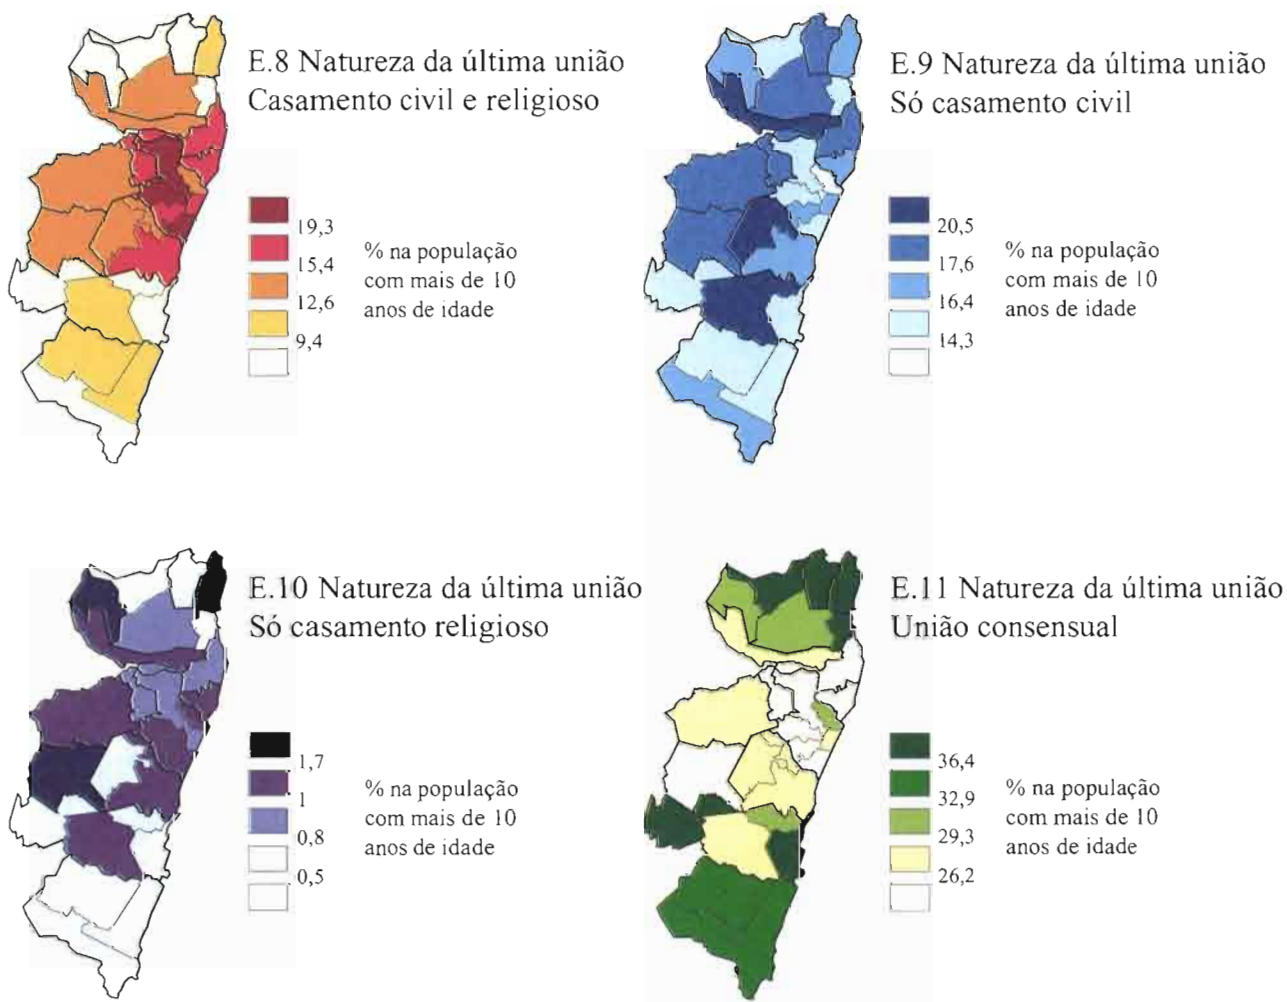 E.8 Natureza da última união
Casamento civil e religioso
19,3
15,4
12,6
9,4
% na população
com mais de 10
anos de idade
E.9 Natureza da última união
Só casamento civil
20,5
17,6
16,4
14,3
% na população
com mais de 10
anos de idade
E.10 Natureza da última união
Só casamento religioso
1,7
1
0,8
0,5
% na população
com mais de 10
anos de idade
E.11 Natureza da última união
União consensual
36,4
32,9
29,3
26,2
% na população
com mais de 10
anos de idade